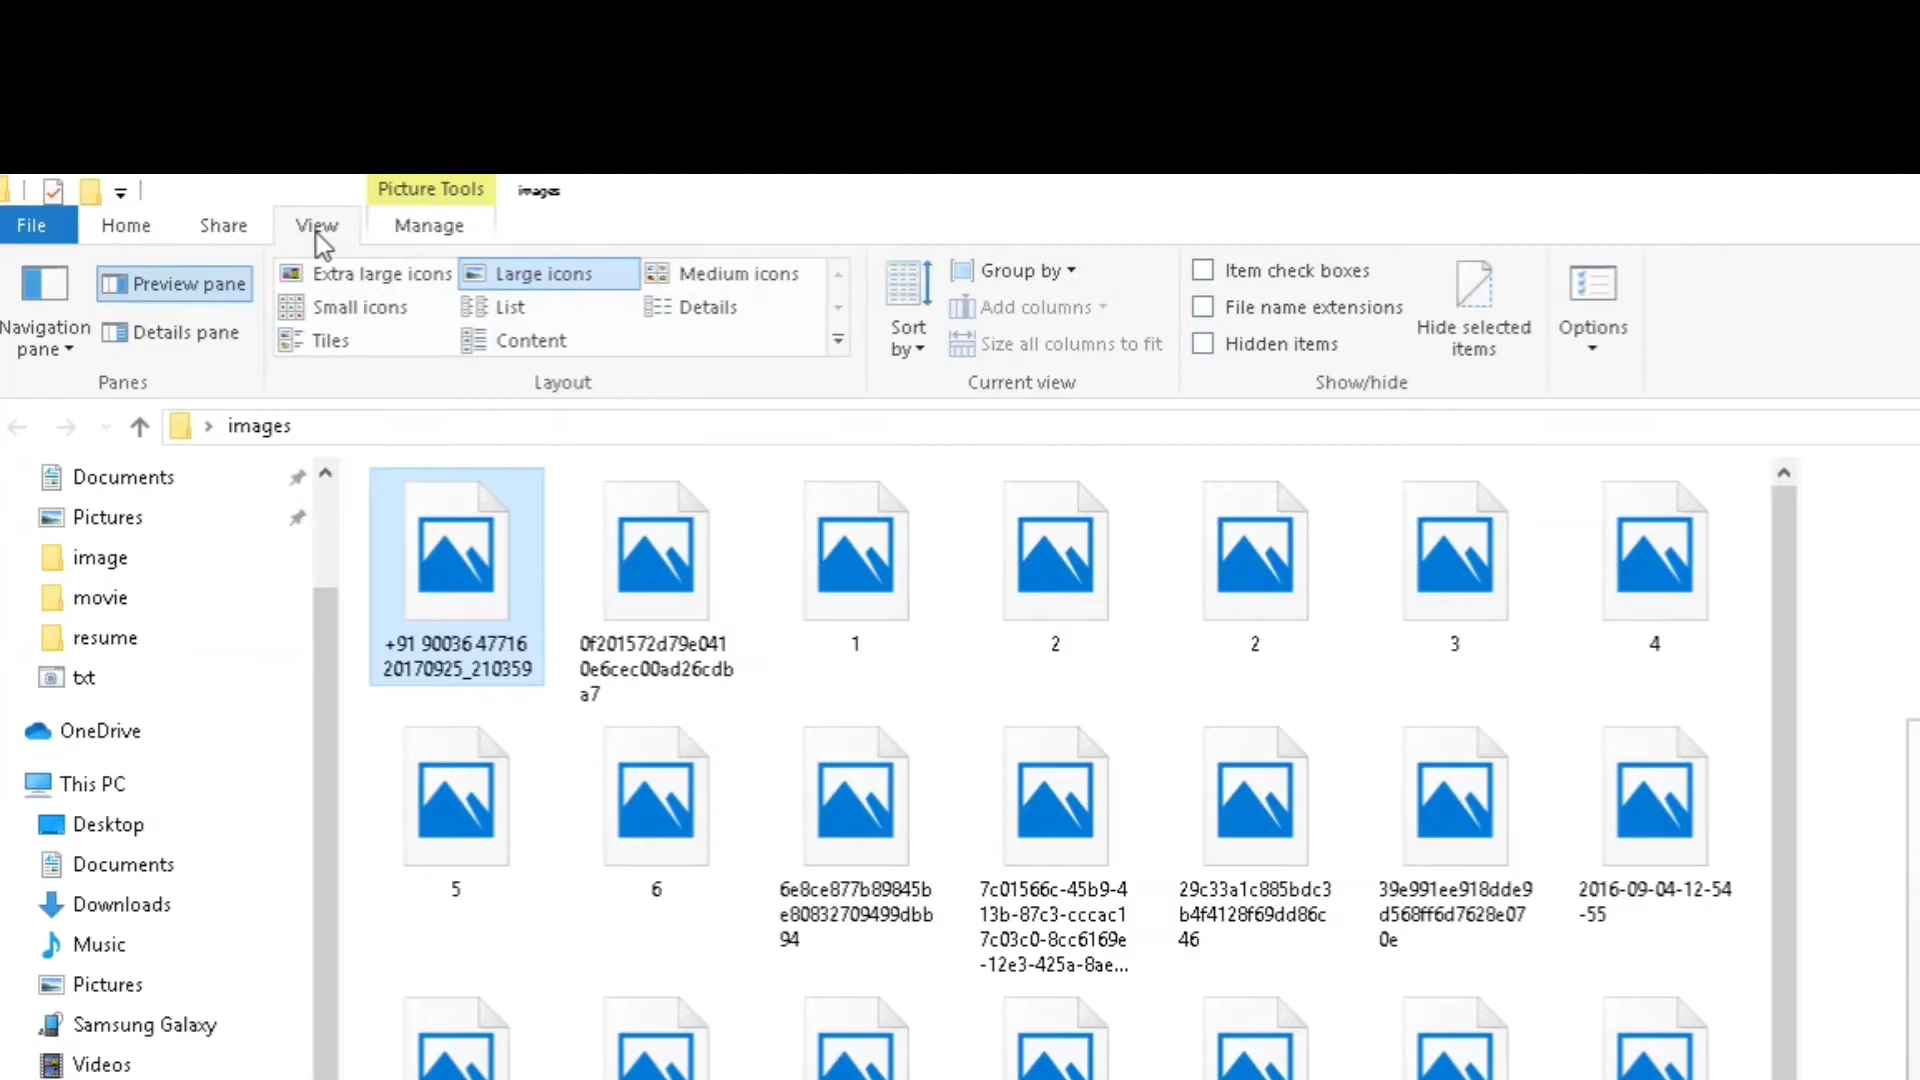 Picture Tools images
File Home Share View Manage
Preview pane Extra large icons Large icons Medium icons Group by Item check boxes
Small icons List Details Add columns File name extensions
Navigation pane Details pane Tiles Content Sort by Size all columns to fit Hidden items Hide selected items Options
Panes Layout Current view Show/hide
images
Documents
Pictures
image
movie
resume
txt
OneDrive
This PC
Desktop
Documents
Downloads
Music
Pictures
Samsung Galaxy
Videos
+91 90036 47716
20170925_210359
0f201572d79e041
0e6cec00ad26cdb
a7
1
2
2
3
4
5
6
6e8ce877b89845b
e80832709499dbb
94
7c01566c-45b9-4
13b-87c3-cccac1
7c03c0-8cc6169e
-12e3-425a-8ae...
29c33a1c885bdc3
b4f4128f69dd86c
46
39e991ee918dde9
d568ff6d7628e07
0e
2016-09-04-12-54
-55